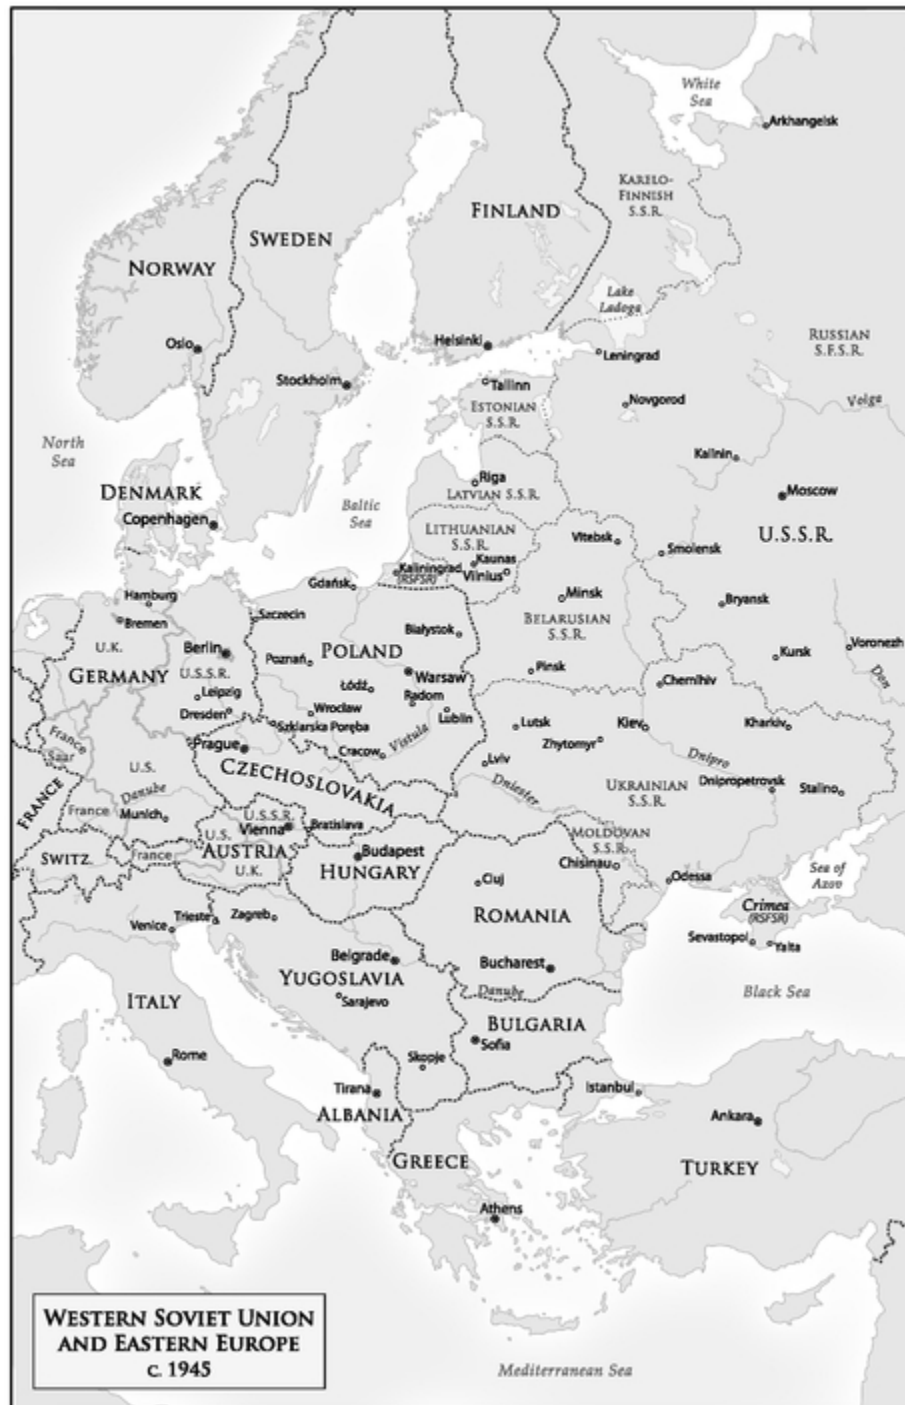 White
Sea
Arkhangelsk
KARELO-
FINNISH
S.S.R.
FINLAND
SWEDEN
NORWAY
Lake
Ladoga
RUSSIAN
S.F.S.R.
Oslo
Helsinki
Leningrad
Stockholm
Tallinn
ESTONIAN
S.S.R.
Novgorod
Volga
North
Sea
Kalinin
Riga
LATVIAN S.S.R.
Moscow
DENMARK
Copenhagen
Baltic
Sea
LITHUANIAN
S.S.R.
Vitebsk
U.S.S.R.
Smolensk
Kaunas
Kaliningrad
(RSFSR)
Vilnius
Gdańsk
Hamburg
Minsk
Bryansk
Szczecin
Bremen
BELARUSIAN
S.S.R.
Białystok
U.K.
Berlin
POLAND
Voronezh
Kursk
Poznań
GERMANY
U.S.S.R.
Warsaw
Pinsk
Chernihiv
Don
Łódź
Leipzig
Radom
Wrocław
Dresden
Lublin
Szklarska Poręba
Lutsk
Kiev
Kharkiv
France
Saar
Prague
Vistula
Zhytomyr
Cracow
Lviv
Dnipro
U.S.
CZECHOSLOVAKIA
Dnipropetrovsk
UKRAINIAN
S.S.R.
Stalino
Dniester
FRANCE
Danube
France
Munich
U.S.S.R.
Vienna
Bratislava
U.S.
MOLDOVAN
S.S.R.
SWITZ.
France
AUSTRIA
Budapest
Chisinau
U.K.
HUNGARY
Cluj
Odessa
Sea of
Azov
Crimea
(RSFSR)
ROMANIA
Trieste
Zagreb
Venice
Sevastopol
Yalta
Belgrade
Bucharest
YUGOSLAVIA
Danube
Black Sea
Sarajevo
ITALY
BULGARIA
Sofia
Rome
Skopje
Tirana
Istanbul
ALBANIA
Ankara
GREECE
TURKEY
Athens
WESTERN SOVIET UNION
AND EASTERN EUROPE
C. 1945
Mediterranean Sea